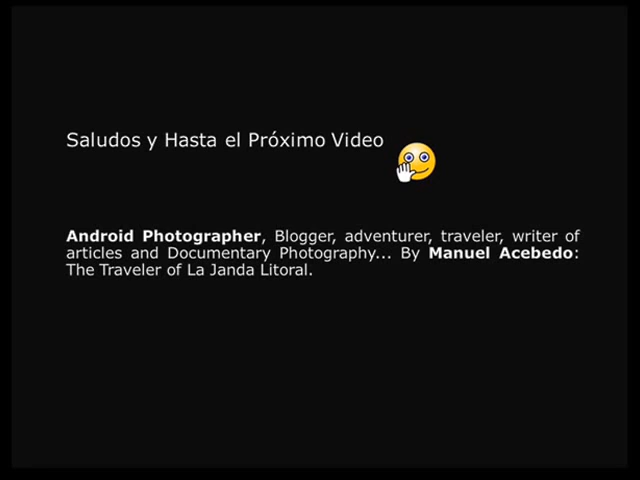 Saludos y Hasta el Próximo Video
Android Photographer, Blogger, adventurer, traveler, writer of
articles and Documentary Photography... By Manuel Acebedo:
The Traveler of La Janda Litoral.